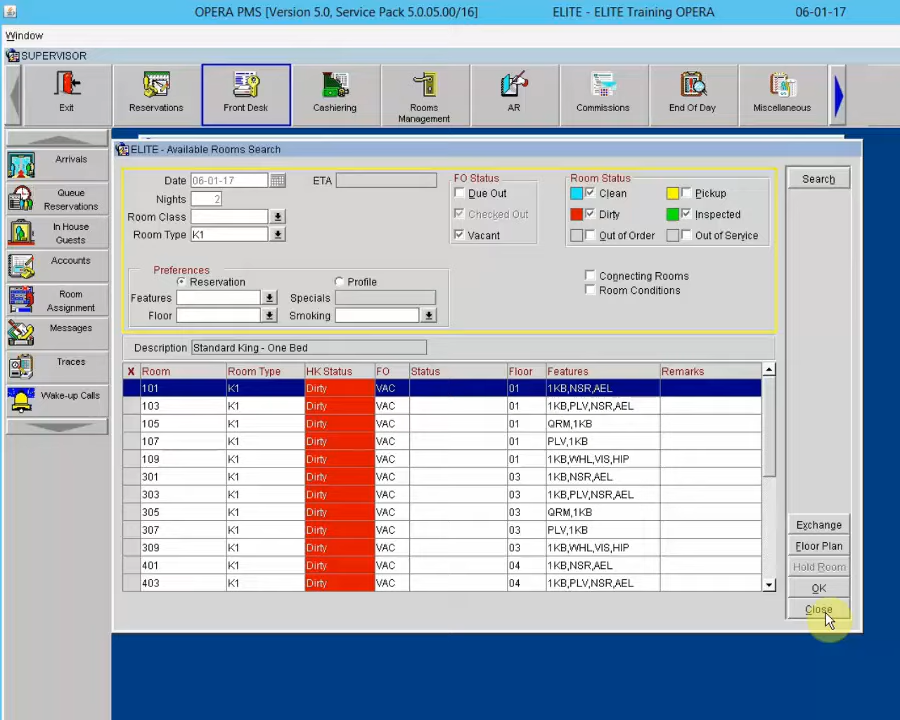 OPERA PMS [Version 5.0, Service Pack 5.0.05.00/16] ELITE - ELITE Training OPERA 06-01-17
Window
SUPERVISOR
Exit Reservations Front Desk Cashiering Rooms Management AR Commissions End Of Day Miscellaneous
Arrivals
Queue
Reservations
In House
Guests
Accounts
Room
Assignment
Messages
Traces
Wake-up Calls
ELITE - Available Rooms Search
Date 06-01-17 ETA
Nights 2
Room Class
Room Type K1
FO Status
Due Out
Checked Out
Vacant
Room Status
Clean Pickup
Dirty Inspected
Out of Order Out of Service
Connecting Rooms
Room Conditions
Preferences
Reservation Profile
Features Specials
Floor Smoking
Description Standard King - One Bed
X Room Room Type HK Status FO Status Floor Features Remarks
101 K1 Dirty VAC 01 1KB,NSR,AEL
103 K1 Dirty VAC 01 1KB,PLV,NSR,AEL
105 K1 Dirty VAC 01 QRM,1KB
107 K1 Dirty VAC 01 PLV,1KB
109 K1 Dirty VAC 01 1KB,WHL,VIS,HIP
301 K1 Dirty VAC 03 1KB,NSR,AEL
303 K1 Dirty VAC 03 1KB,PLV,NSR,AEL
305 K1 Dirty VAC 03 QRM,1KB
307 K1 Dirty VAC 03 PLV,1KB
309 K1 Dirty VAC 03 1KB,WHL,VIS,HIP
401 K1 Dirty VAC 04 1KB,NSR,AEL
403 K1 Dirty VAC 04 1KB,PLV,NSR,AEL
Search
Exchange
Floor Plan
Hold Room
OK
Close